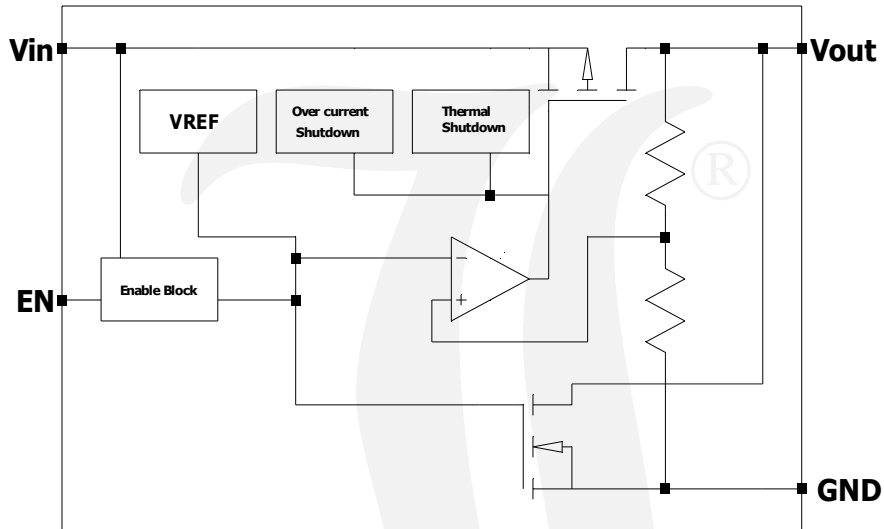 Vin
Vout
VREF
Over current
Shutdown
Thermal
Shutdown
®
−
+
EN
Enable Block
GND